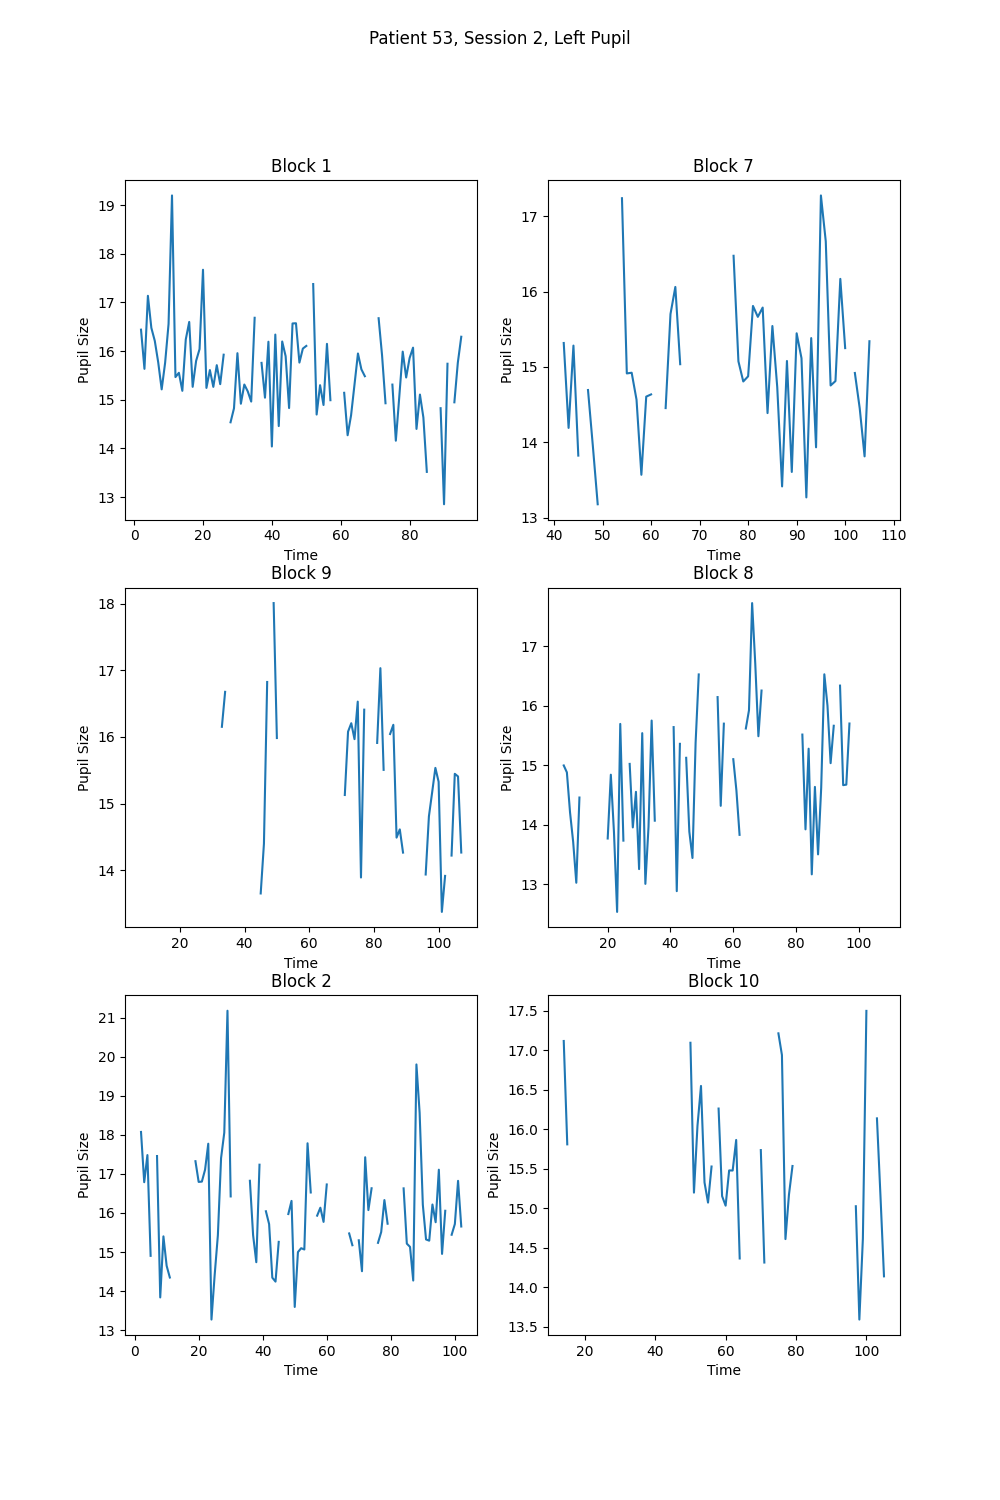 Patient 53, Session 2, Left Pupil
Block 1
Pupil Size
19
18
17
16
15
14
13
0 20 40 60 80
Time
Block 7
Pupil Size
17
16
15
14
13
40 50 60 70 80 90 100 110
Time
Block 9
Pupil Size
18
17
16
15
14
20 40 60 80 100
Time
Block 8
Pupil Size
17
16
15
14
13
20 40 60 80 100
Time
Block 2
Pupil Size
21
20
19
18
17
16
15
14
13
0 20 40 60 80 100
Time
Block 10
Pupil Size
17.5
17.0
16.5
16.0
15.5
15.0
14.5
14.0
13.5
20 40 60 80 100
Time